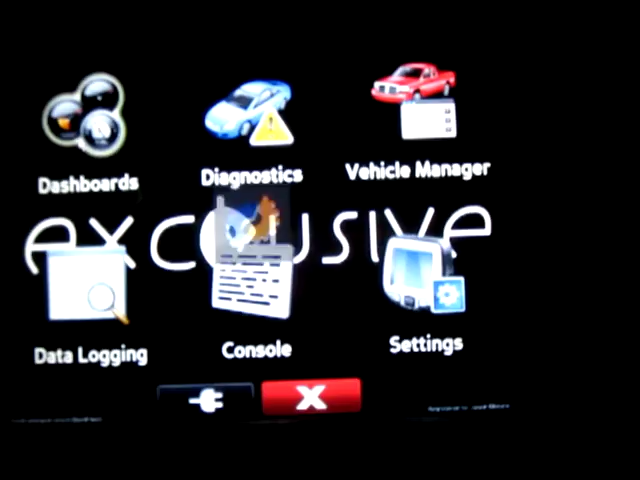 Dashboards
Diagnostics
Vehicle Manager
exclusive
Data Logging
Console
Settings
X